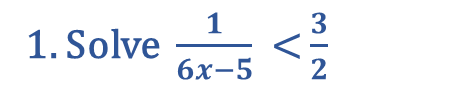 1. Solve 1/(6x−5) < 3/2